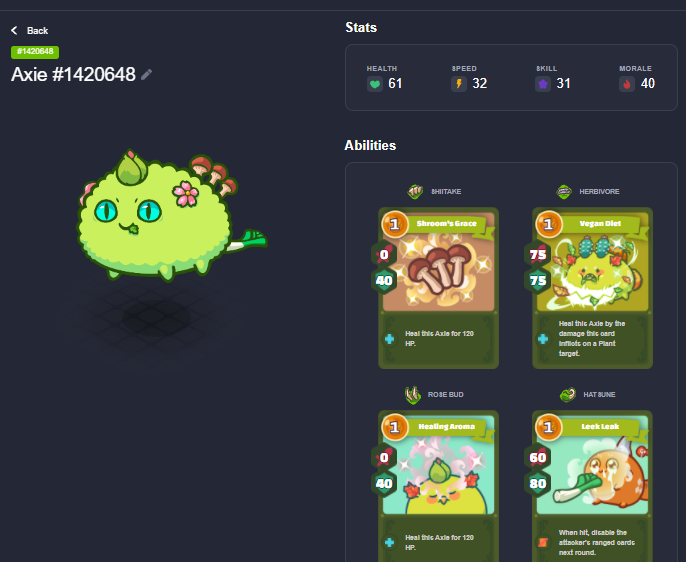 Back
#1420648
Axie #1420648
Stats
HEALTH
61
SPEED
32
SKILL
31
MORALE
40
Abilities
SHIITAKE
1
Shroom's Grace
0
40
Heal this Axie for 120
HP.
HERBIVORE
1
Vegan Diet
75
75
Heal this Axie by the
damage this card
inflicts on a Plant
target.
ROSE BUD
1
Healing Aroma
0
40
Heal this Axie for 120
HP.
HATSUNE
1
Leek Leak
60
80
When hit, disable the
attacker's ranged cards
next round.